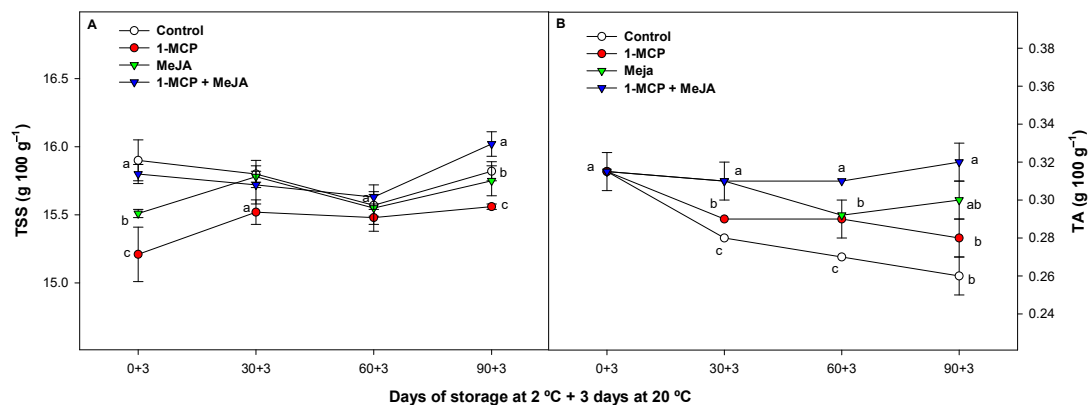 A
Control
1-MCP
MeJA
1-MCP + MeJA
TSS (g 100 g⁻¹)
16.5
16.0
15.5
15.0
a
b
c
a
a
a
b
c
0+3
30+3
60+3
90+3
B
Control
1-MCP
Meja
1-MCP + MeJA
a
a
b
c
a
b
c
a
ab
b
b
0+3
30+3
60+3
90+3
0.38
0.36
0.34
0.32
0.30
0.28
0.26
0.24
TA (g 100 g⁻¹)
Days of storage at 2 ºC + 3 days at 20 ºC